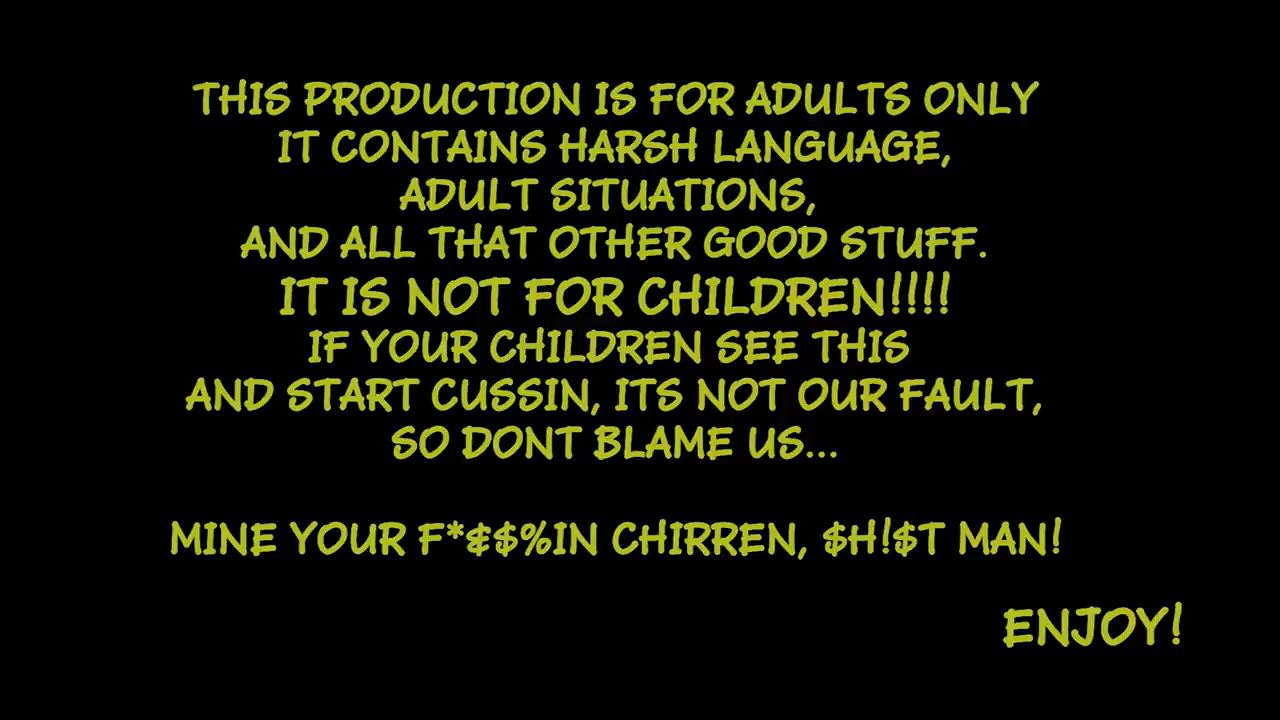 THIS PRODUCTION IS FOR ADULTS ONLY
IT CONTAINS HARSH LANGUAGE,
ADULT SITUATIONS,
AND ALL THAT OTHER GOOD STUFF.
IT IS NOT FOR CHILDREN!!!!
IF YOUR CHILDREN SEE THIS
AND START CUSSIN, ITS NOT OUR FAULT,
SO DONT BLAME US...
MINE YOUR F*&$%IN CHIRREN, $H!$T MAN!
ENJOY!